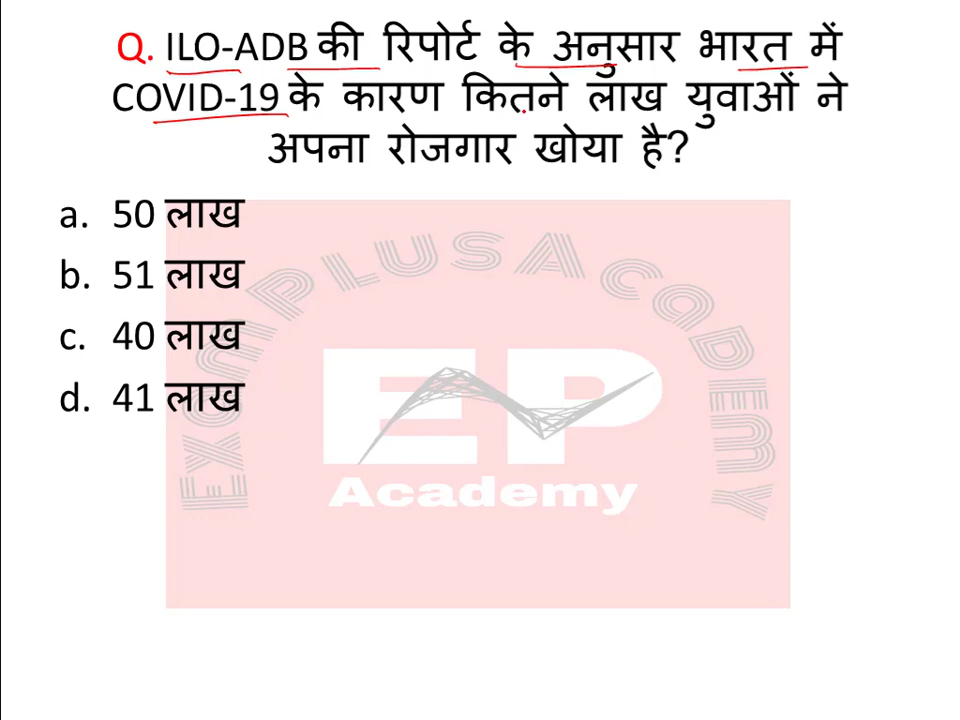 Q. ILO-ADB की रिपोर्ट के अनुसार भारत में
COVID-19 के कारण कितने लाख युवाओं ने
अपना रोजगार खोया है?
a. 50 लाख
b. 51 लाख
c. 40 लाख
d. 41 लाख
EXAMPLUSACADEMY
EP
Academy